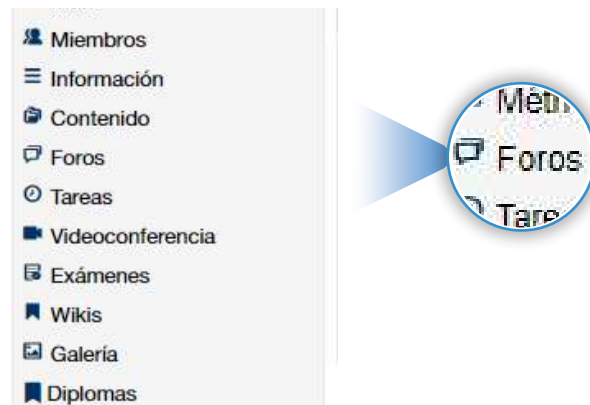 Miembros
Información
Contenido
Foros
Tareas
Videoconferencia
Exámenes
Wikis
Galería
Diplomas
Foros